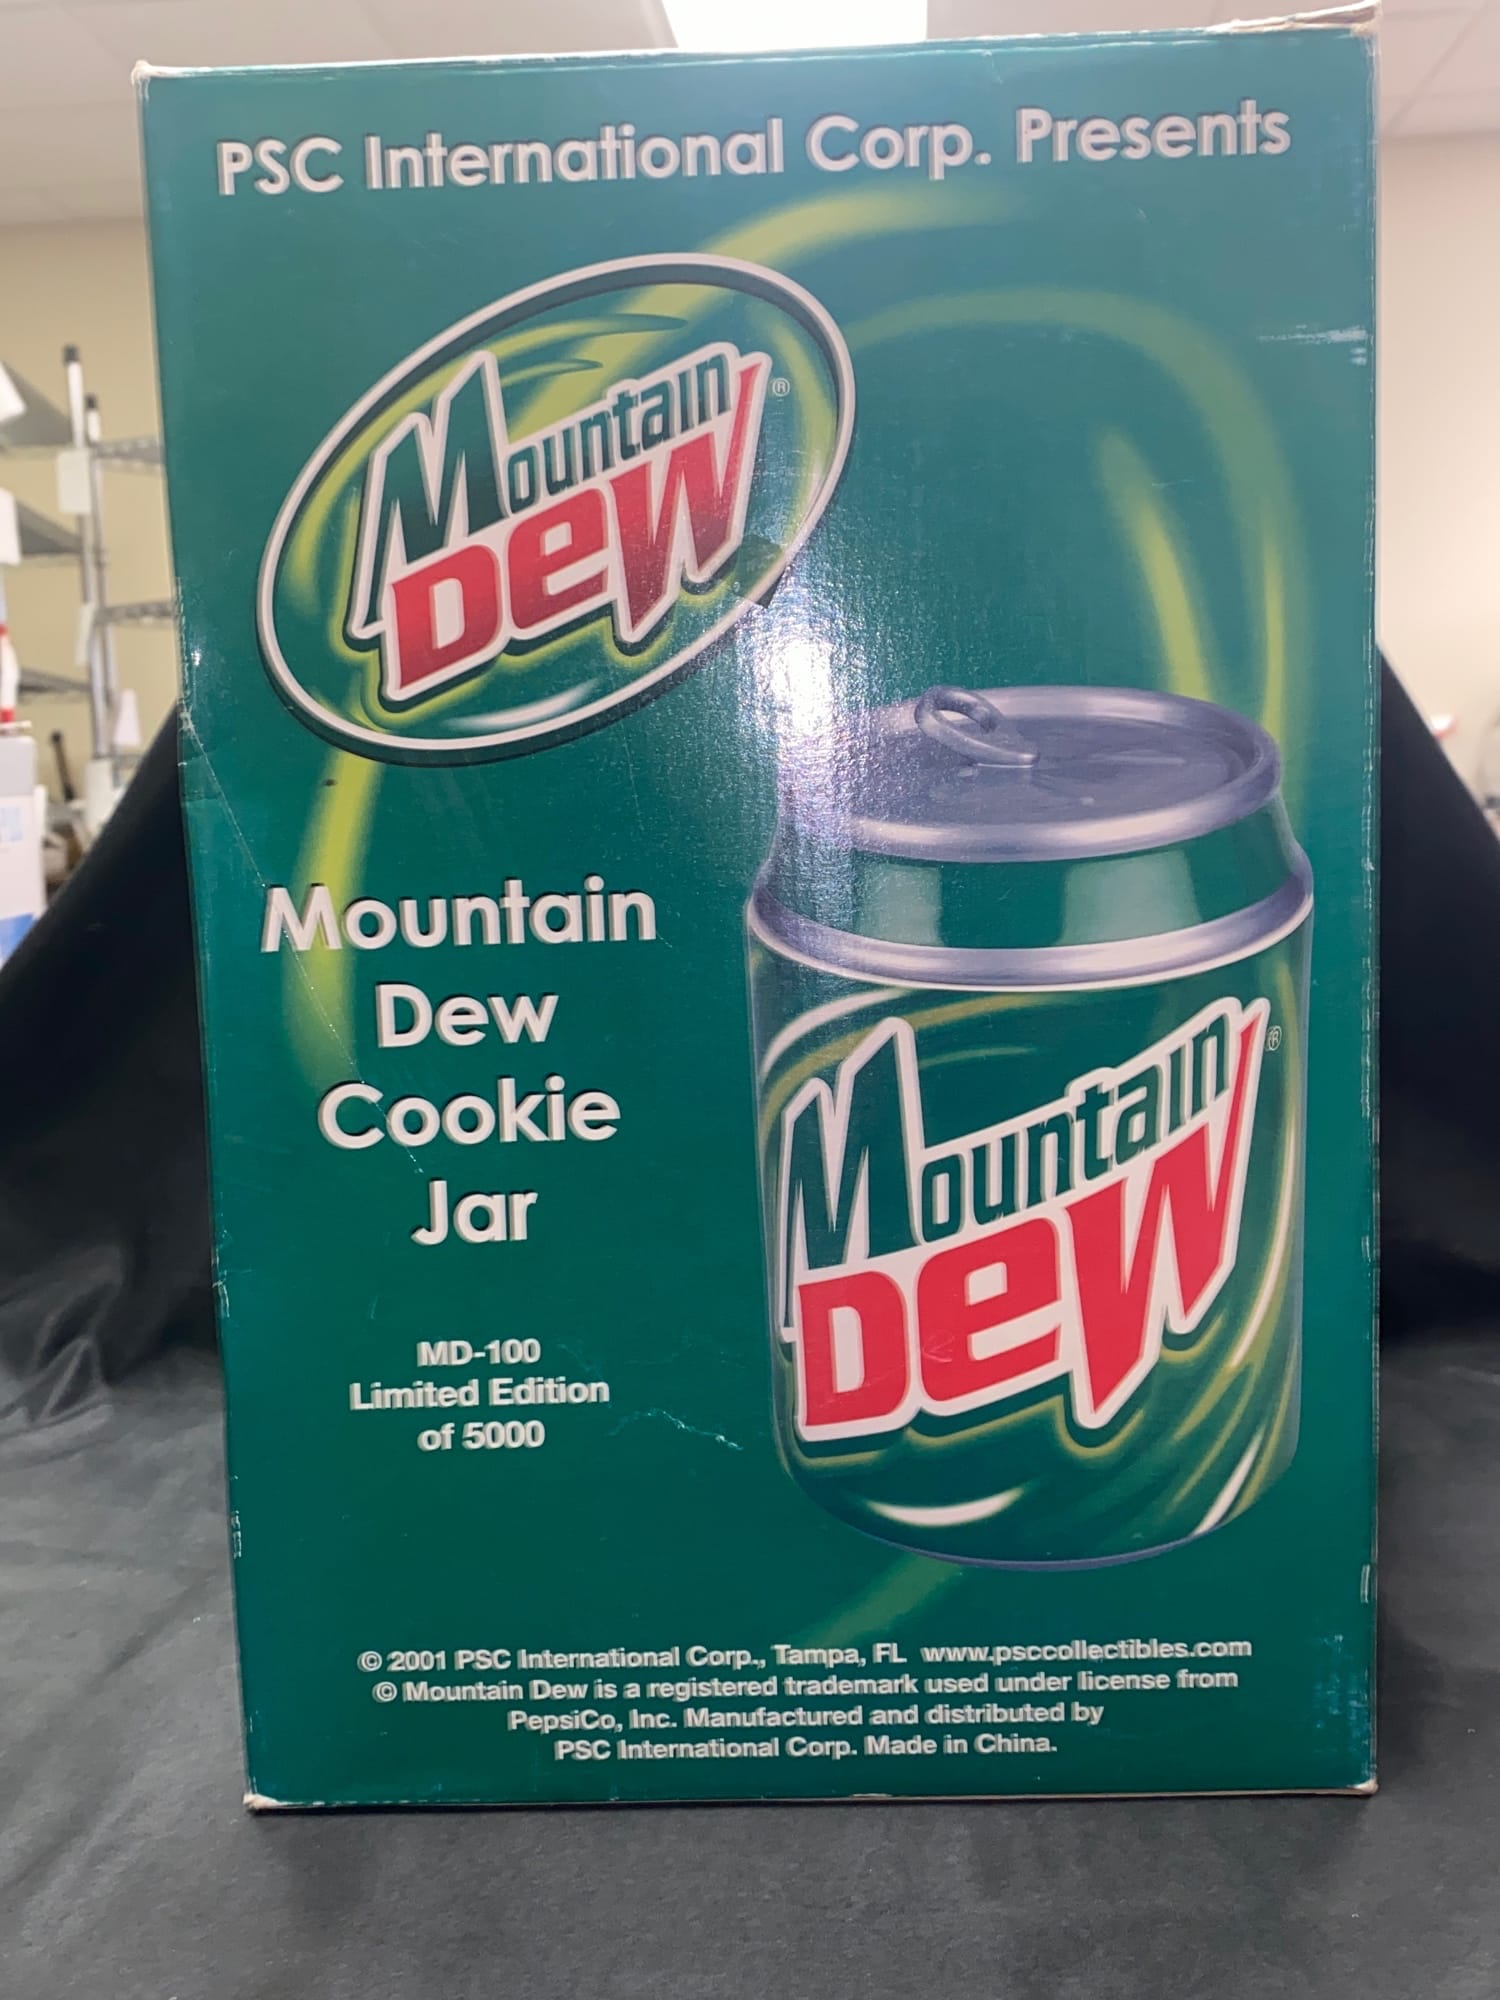 PSC International Corp. Presents
Mountain
Dew
®
Mountain
Dew
Cookie
Jar
Mountain
Dew
®
MD-100
Limited Edition
of 5000
© 2001 PSC International Corp., Tampa, FL www.psccollectibles.com
© Mountain Dew is a registered trademark used under license from
PepsiCo, Inc. Manufactured and distributed by
PSC International Corp. Made in China.